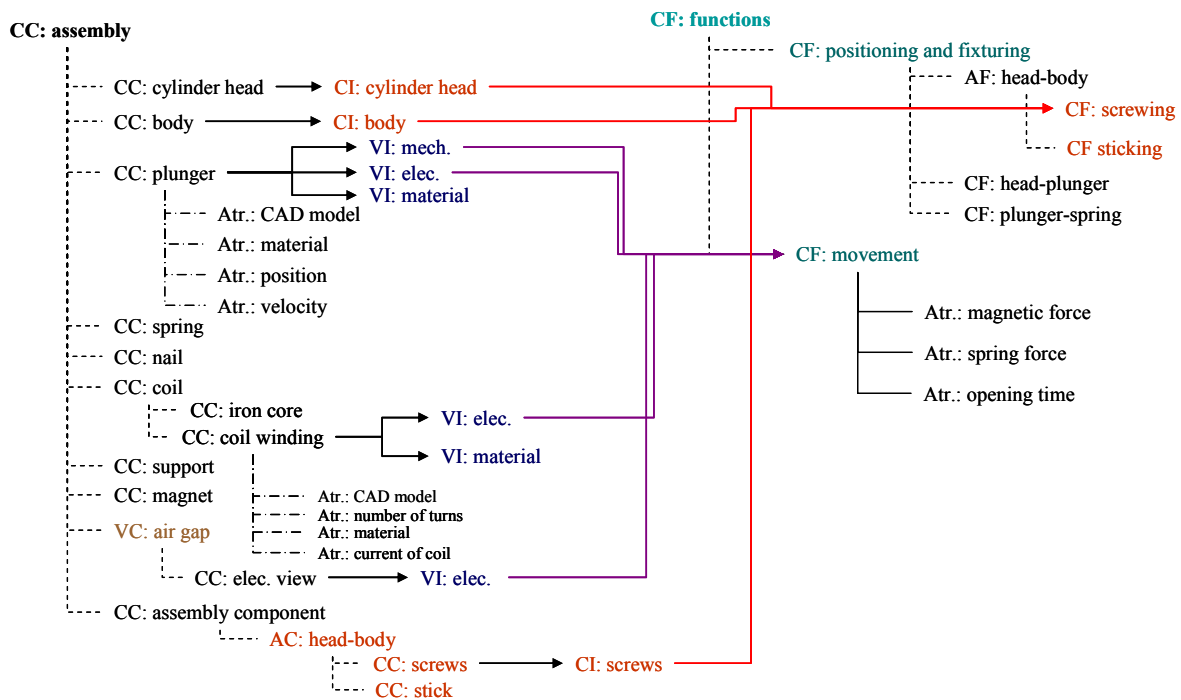 CF: functions
CC: assembly
CF: positioning and fixturing
CC: cylinder head
CI: cylinder head
AF: head-body
CF: screwing
CC: body
CI: body
VI: mech.
CF sticking
CC: plunger
VI: elec.
VI: material
CF: head-plunger
Atr.: CAD model
CF: plunger-spring
Atr.: material
CF: movement
Atr.: position
Atr.: velocity
Atr.: magnetic force
CC: spring
Atr.: spring force
CC: nail
CC: coil
Atr.: opening time
CC: iron core
VI: elec.
CC: coil winding
VI: material
CC: support
CC: magnet
Atr.: CAD model
Atr.: number of turns
VC: air gap
Atr.: material
Atr.: current of coil
CC: elec. view
VI: elec.
CC: assembly component
AC: head-body
CC: screws
CI: screws
CC: stick